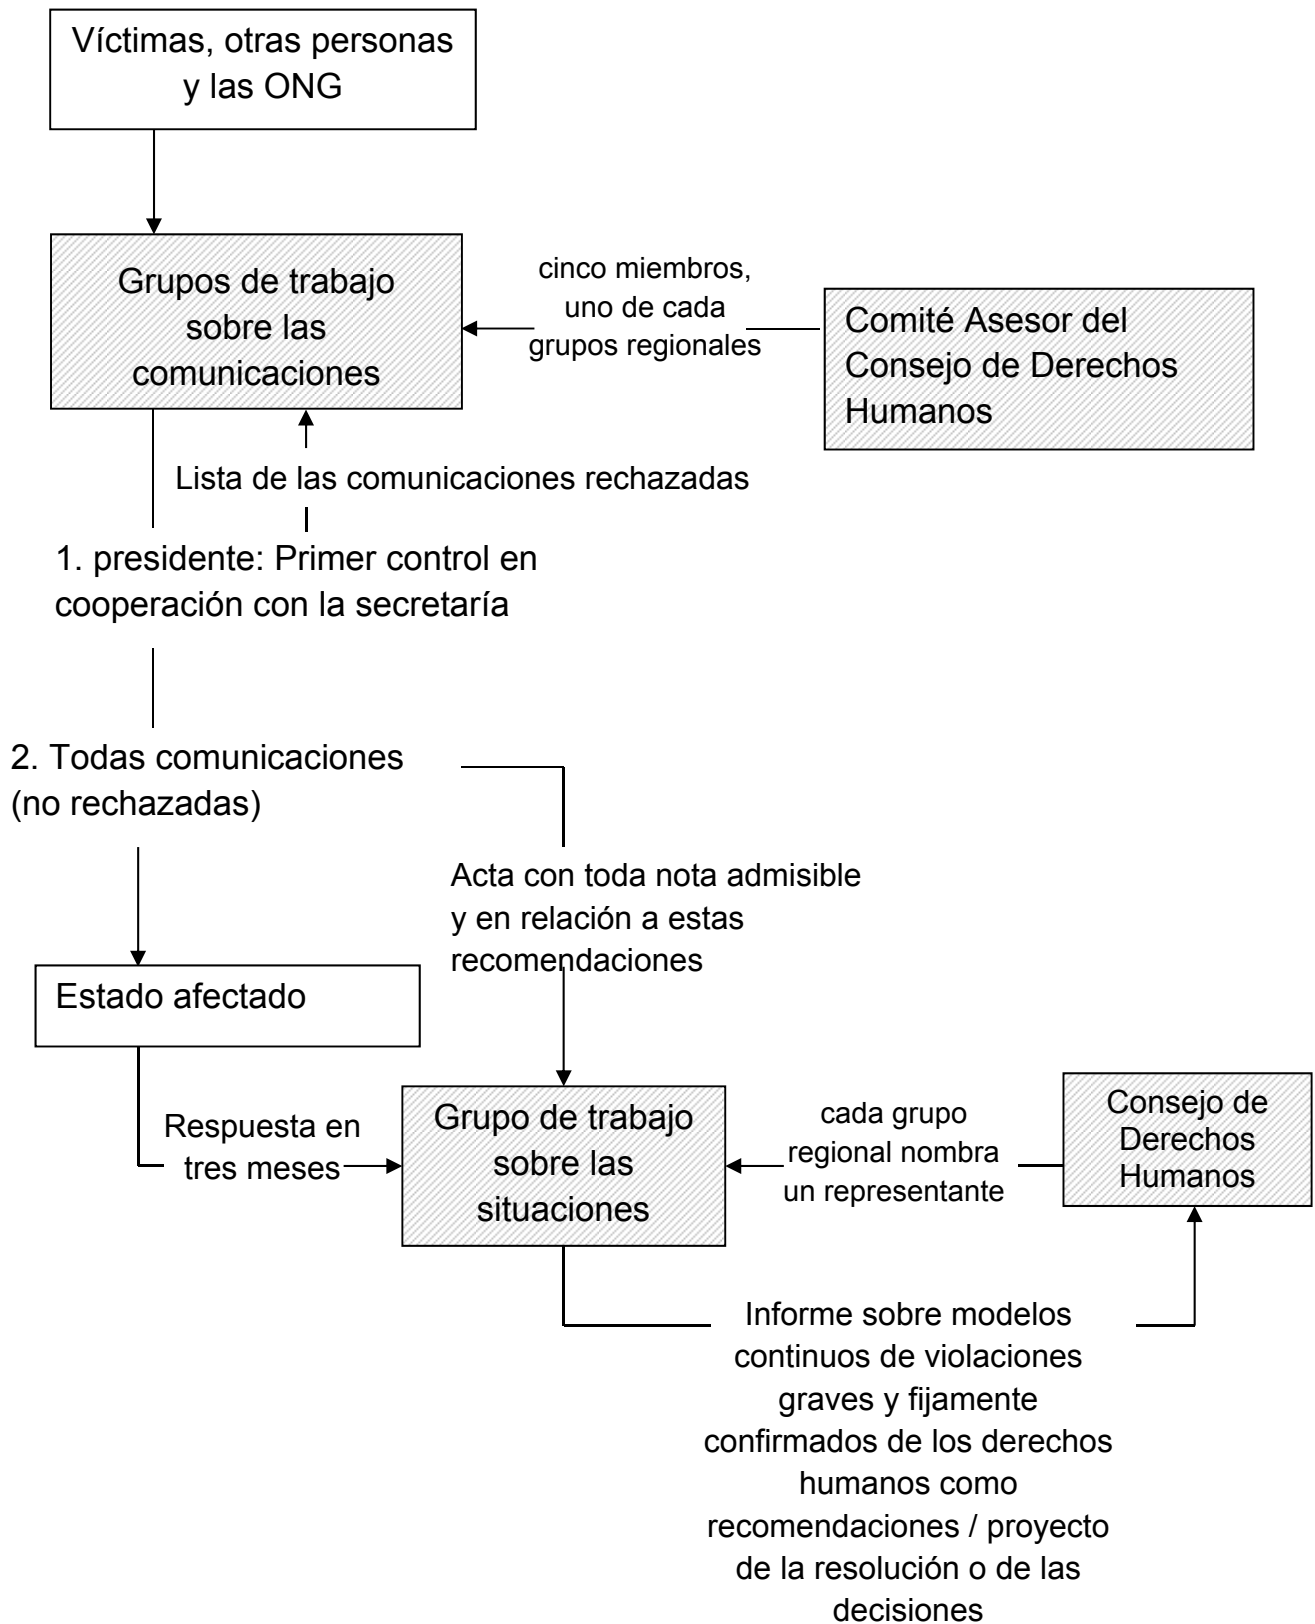 Víctimas, otras personas
y las ONG
Grupos de trabajo
sobre las
comunicaciones
cinco miembros,
uno de cada
grupos regionales
Comité Asesor del
Consejo de Derechos
Humanos
Lista de las comunicaciones rechazadas
1. presidente: Primer control en
cooperación con la secretaría
2. Todas comunicaciones
(no rechazadas)
Acta con toda nota admisible
y en relación a estas
recomendaciones
Estado afectado
Respuesta en
tres meses
Grupo de trabajo
sobre las
situaciones
cada grupo
regional nombra
un representante
Consejo de
Derechos
Humanos
Informe sobre modelos
continuos de violaciones
graves y fijamente
confirmados de los derechos
humanos como
recomendaciones / proyecto
de la resolución o de las
decisiones